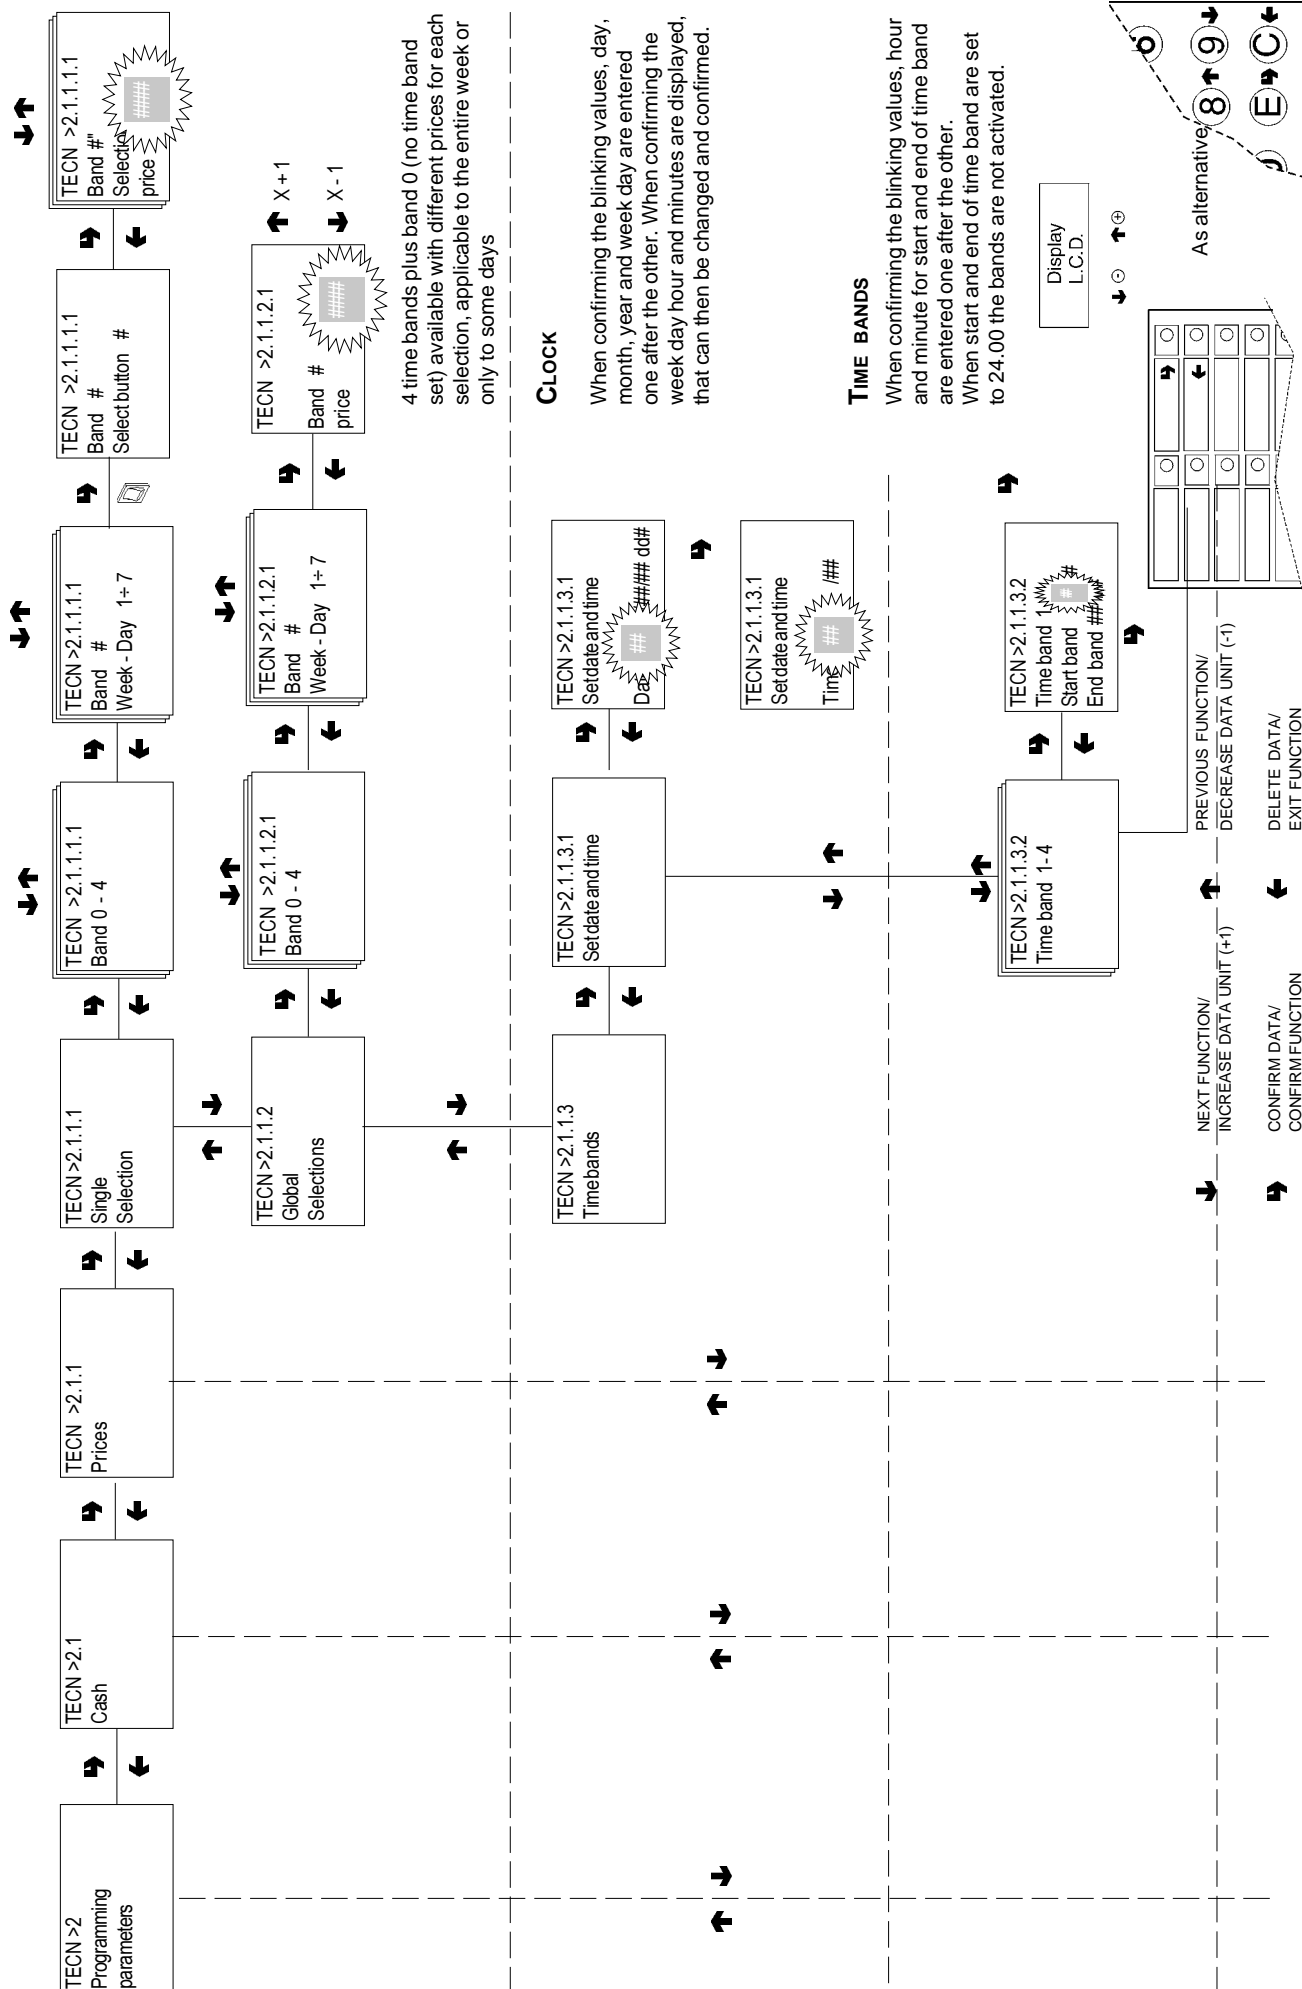 TECN >2
Programming
parameters
TECN >2.1
Cash
TECN >2.1.1
Prices
TECN >2.1.1.1
Single
Selection
TECN >2.1.1.1.1
Band 0 - 4
TECN >2.1.1.1.1
Band #
Week - Day 1÷7
TECN >2.1.1.1.1
Band #
Select button #
TECN >2.1.1.1.1
Band #"
Selectio
price
####
TECN >2.1.1.2
Global
Selections
TECN >2.1.1.2.1
Band 0 - 4
TECN >2.1.1.2.1
Band #
Week - Day 1÷7
TECN >2.1.1.2.1
Band #
price
####
X + 1
X - 1
4 time bands plus band 0 (no time band
set) available with different prices for each
selection, applicable to the entire week or
only to some days
CLOCK
When confirming the blinking values, day,
month, year and week day are entered
one after the other. When confirming the
week day hour and minutes are displayed,
that can then be changed and confirmed.
TECN >2.1.1.3
Time bands
TECN >2.1.1.3.1
Set date and time
TECN >2.1.1.3.1
Set date and time
Da ## ##/## dd#
TECN >2.1.1.3.1
Set date and time
Tim ## /##
TIME BANDS
When confirming the blinking values, hour
and minute for start and end of time band
are entered one after the other.
When start and end of time band are set
to 24.00 the bands are not activated.
TECN >2.1.1.3.2
Time band 1-4
TECN >2.1.1.3.2
Time band 1
Start band # #
End band ##
Display
L.C.D.
As alternative
8 9
E C
NEXT FUNCTION/
INCREASE DATA UNIT (+1)
PREVIOUS FUNCTION/
DECREASE DATA UNIT (-1)
CONFIRM DATA/
CONFIRM FUNCTION
DELETE DATA/
EXIT FUNCTION